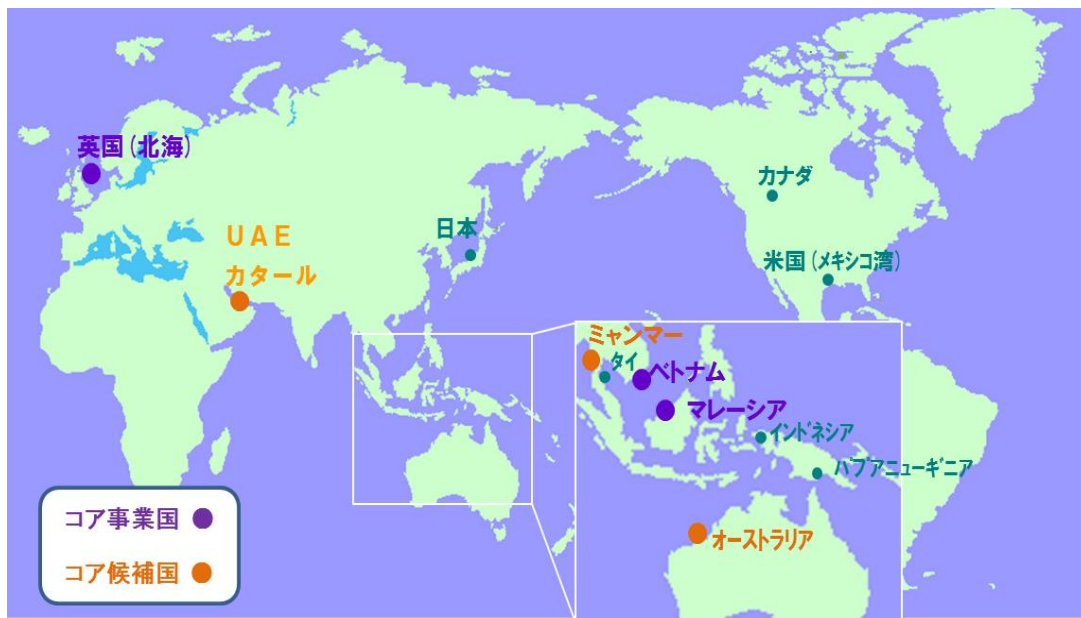 英国(北海)
カナダ
日本
UAE
カタール
米国(メキシコ湾)
ミャンマー
タイ
ベトナム
マレーシア
インドネシア
パプアニューギニア
オーストラリア
コア事業国
コア候補国